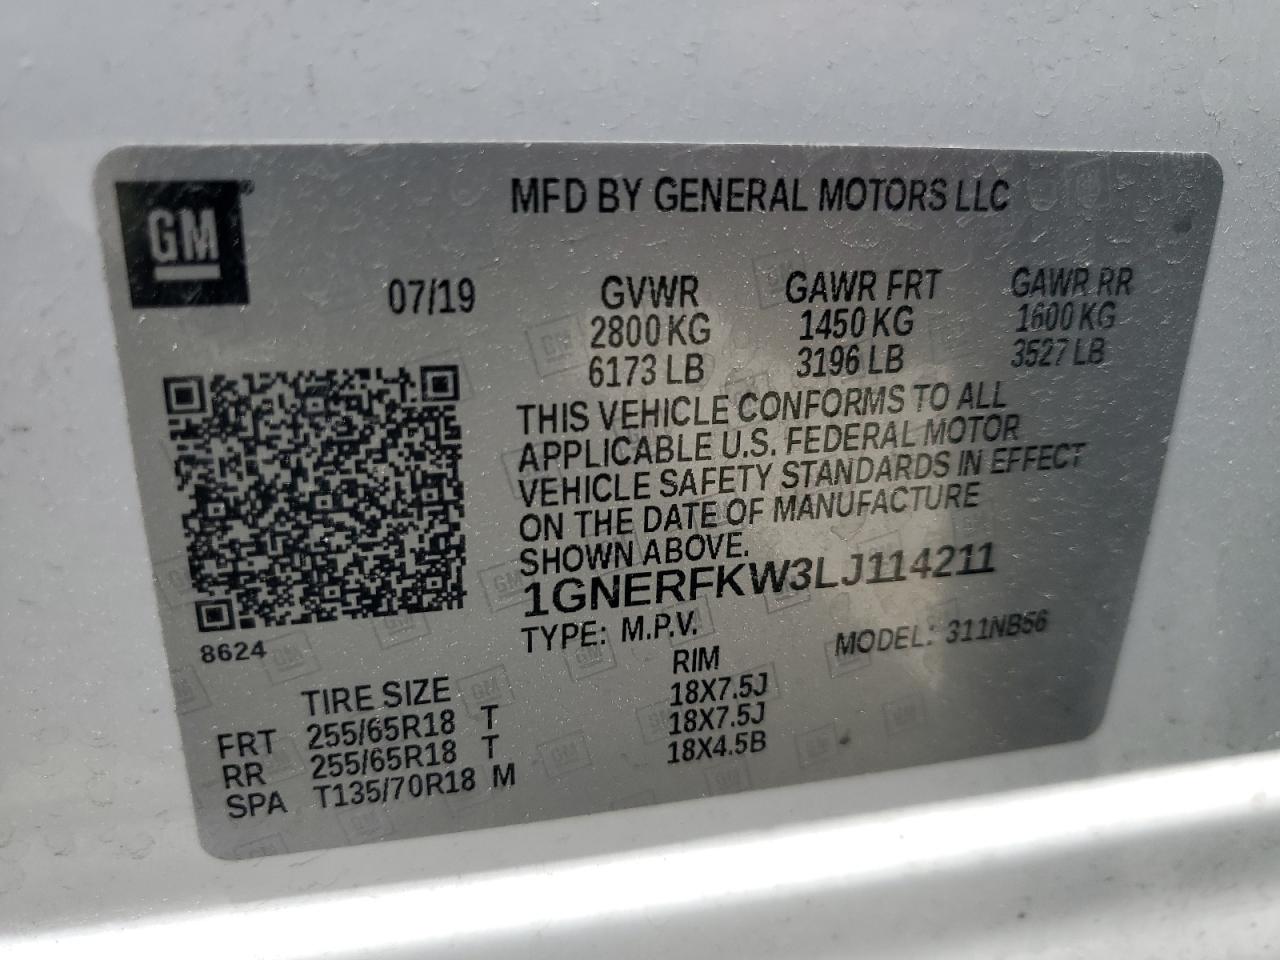 GM
MFD BY GENERAL MOTORS LLC
07/19
GVWR GAWR FRT GAWR RR
2800 KG 1450 KG 1600 KG
6173 LB 3196 LB 3527 LB
THIS VEHICLE CONFORMS TO ALL
APPLICABLE U.S. FEDERAL MOTOR
VEHICLE SAFETY STANDARDS IN EFFECT
ON THE DATE OF MANUFACTURE
SHOWN ABOVE.
1GNERFKW3LJ114211
TYPE: M.P.V. MODEL: 311NB56
8624
TIRE SIZE RIM
FRT 255/65R18 T 18X7.5J
RR 255/65R18 T 18X7.5J
SPA T135/70R18 M 18X4.5B